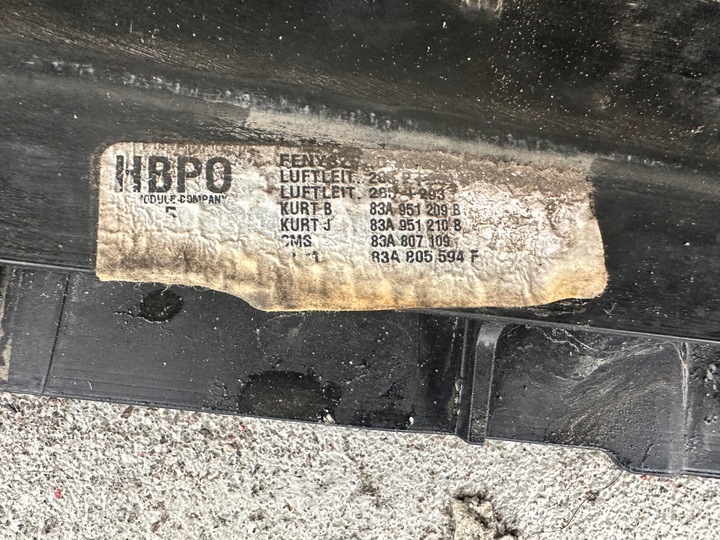 HBPO
MODULE COMPANY
5
LUFTLEIT.
LUFTLEIT.
KURT B 83A 951 209 B
KURT J 83A 951 210 B
CMS 83A 807 109
83A 805 594 F